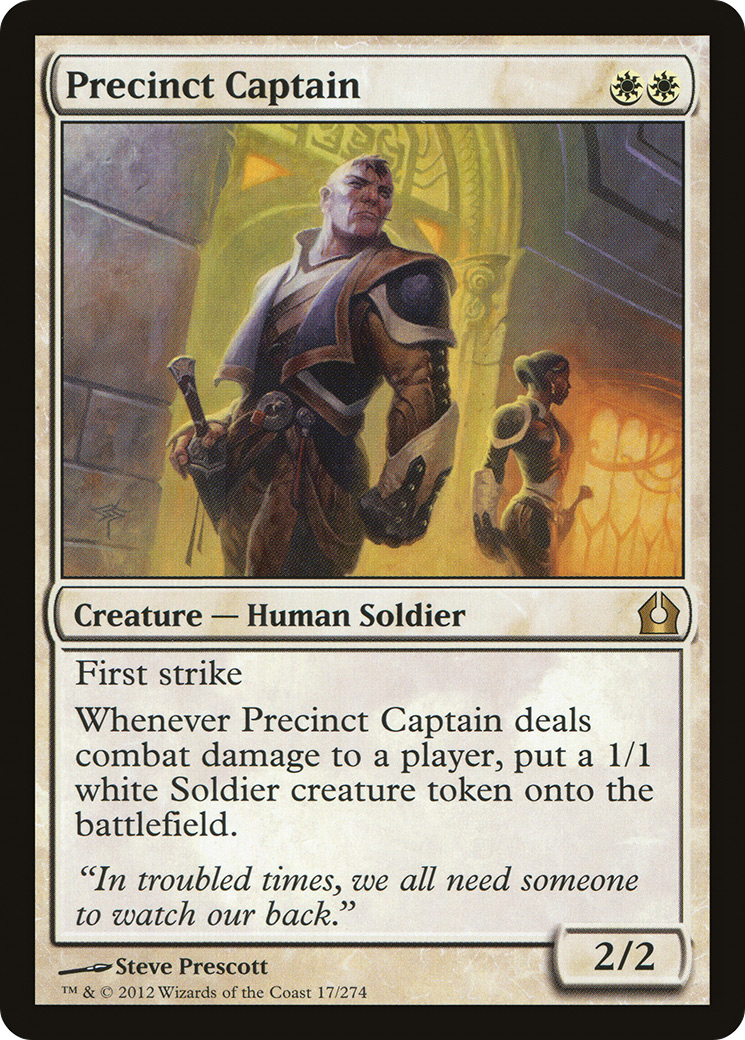 Precinct Captain
Creature — Human Soldier
First strike
Whenever Precinct Captain deals
combat damage to a player, put a 1/1
white Soldier creature token onto the
battlefield.
“In troubled times, we all need someone
to watch our back.”
2/2
Steve Prescott
™ & © 2012 Wizards of the Coast 17/274